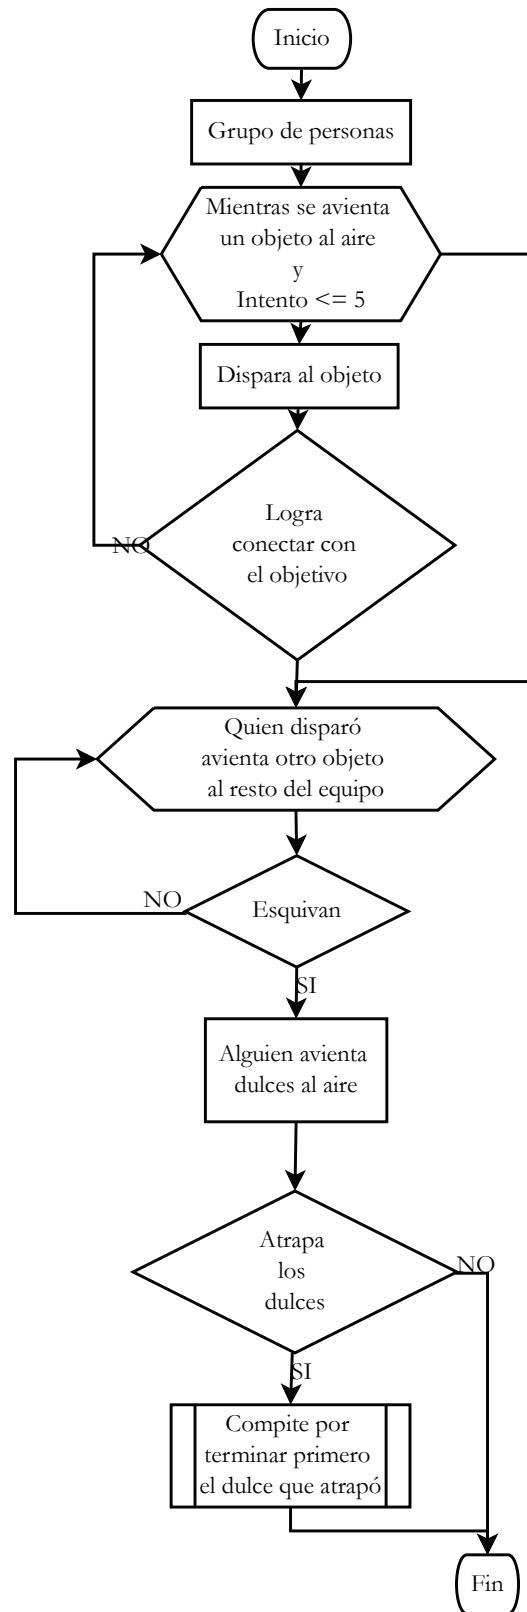 Inicio
Grupo de personas
Mientras se avienta
un objeto al aire
y
Intento <= 5
Dispara al objeto
Logra
conectar con
el objetivo
NO
Quien disparó
avienta otro objeto
al resto del equipo
NO
Esquivan
SI
Alguien avienta
dulces al aire
Atrapa
los
dulces
NO
SI
Compite por
terminar primero
el dulce que atrapó
Fin